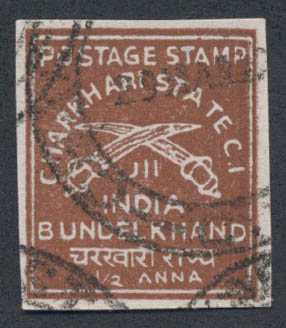 POSTAGE STAMP
CHARKHARI STATE C.I
JII
INDIA
BUNDELKHAND
चरखारी राज्य
1/2 ANNA